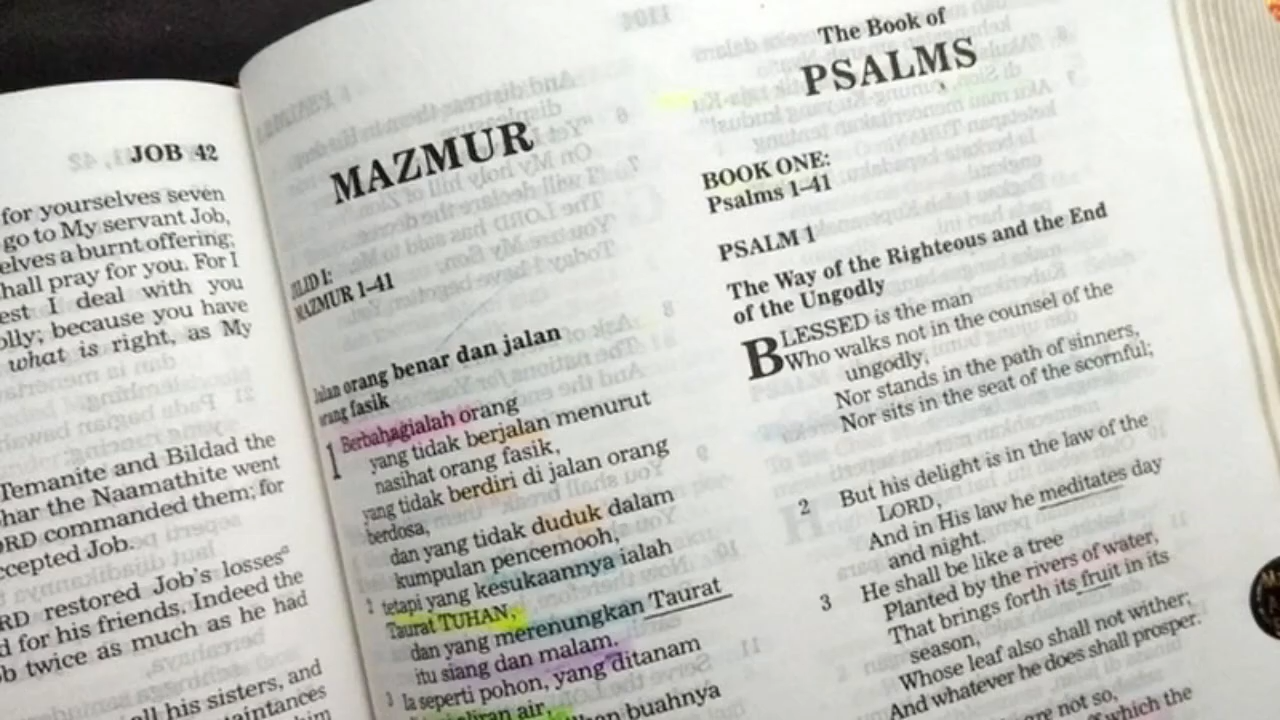 JOB 42
for yourselves seven
go to My servant Job,
elves a burnt offering;
hall pray for you. For I
est I deal with you
olly; because you have
what is right, as My
Temanite and Bildad the
har the Naamathite went
ORD commanded them; for
ccepted Job.
RD restored Job's losses
d for his friends. Indeed the
b twice as much as he had
all his sisters, and
MAZMUR
MAZMUR 1–41
Jalan orang benar dan jalan
orang fasik
1 Berbahagialah orang
yang tidak berjalan menurut
nasihat orang fasik,
yang tidak berdiri di jalan orang
berdosa,
dan yang tidak duduk dalam
kumpulan pencemooh,
2 tetapi yang kesukaannya ialah
Taurat TUHAN,
dan yang merenungkan Taurat
itu siang dan malam.
3 Ia seperti pohon, yang ditanam
aliran air,
buahnya
The Book of
PSALMS
BOOK ONE:
Psalms 1–41
PSALM 1
The Way of the Righteous and the End
of the Ungodly
BLESSED is the man
Who walks not in the counsel of the
ungodly,
Nor stands in the path of sinners,
Nor sits in the seat of the scornful;
2 But his delight is in the law of the
LORD,
And in His law he meditates day
and night.
3 He shall be like a tree
Planted by the rivers of water,
That brings forth its fruit in its
season,
Whose leaf also shall not wither;
And whatever he does shall prosper.
are not so,
which the